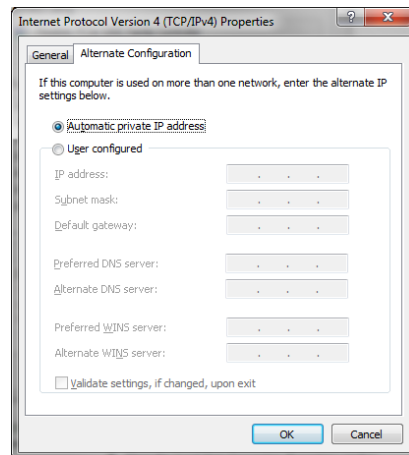 Internet Protocol Version 4 (TCP/IPv4) Properties
General
Alternate Configuration
If this computer is used on more than one network, enter the alternate IP
settings below.
Automatic private IP address
User configured
IP address:
Subnet mask:
Default gateway:
Preferred DNS server:
Alternate DNS server:
Preferred WINS server:
Alternate WINS server:
Validate settings, if changed, upon exit
OK
Cancel